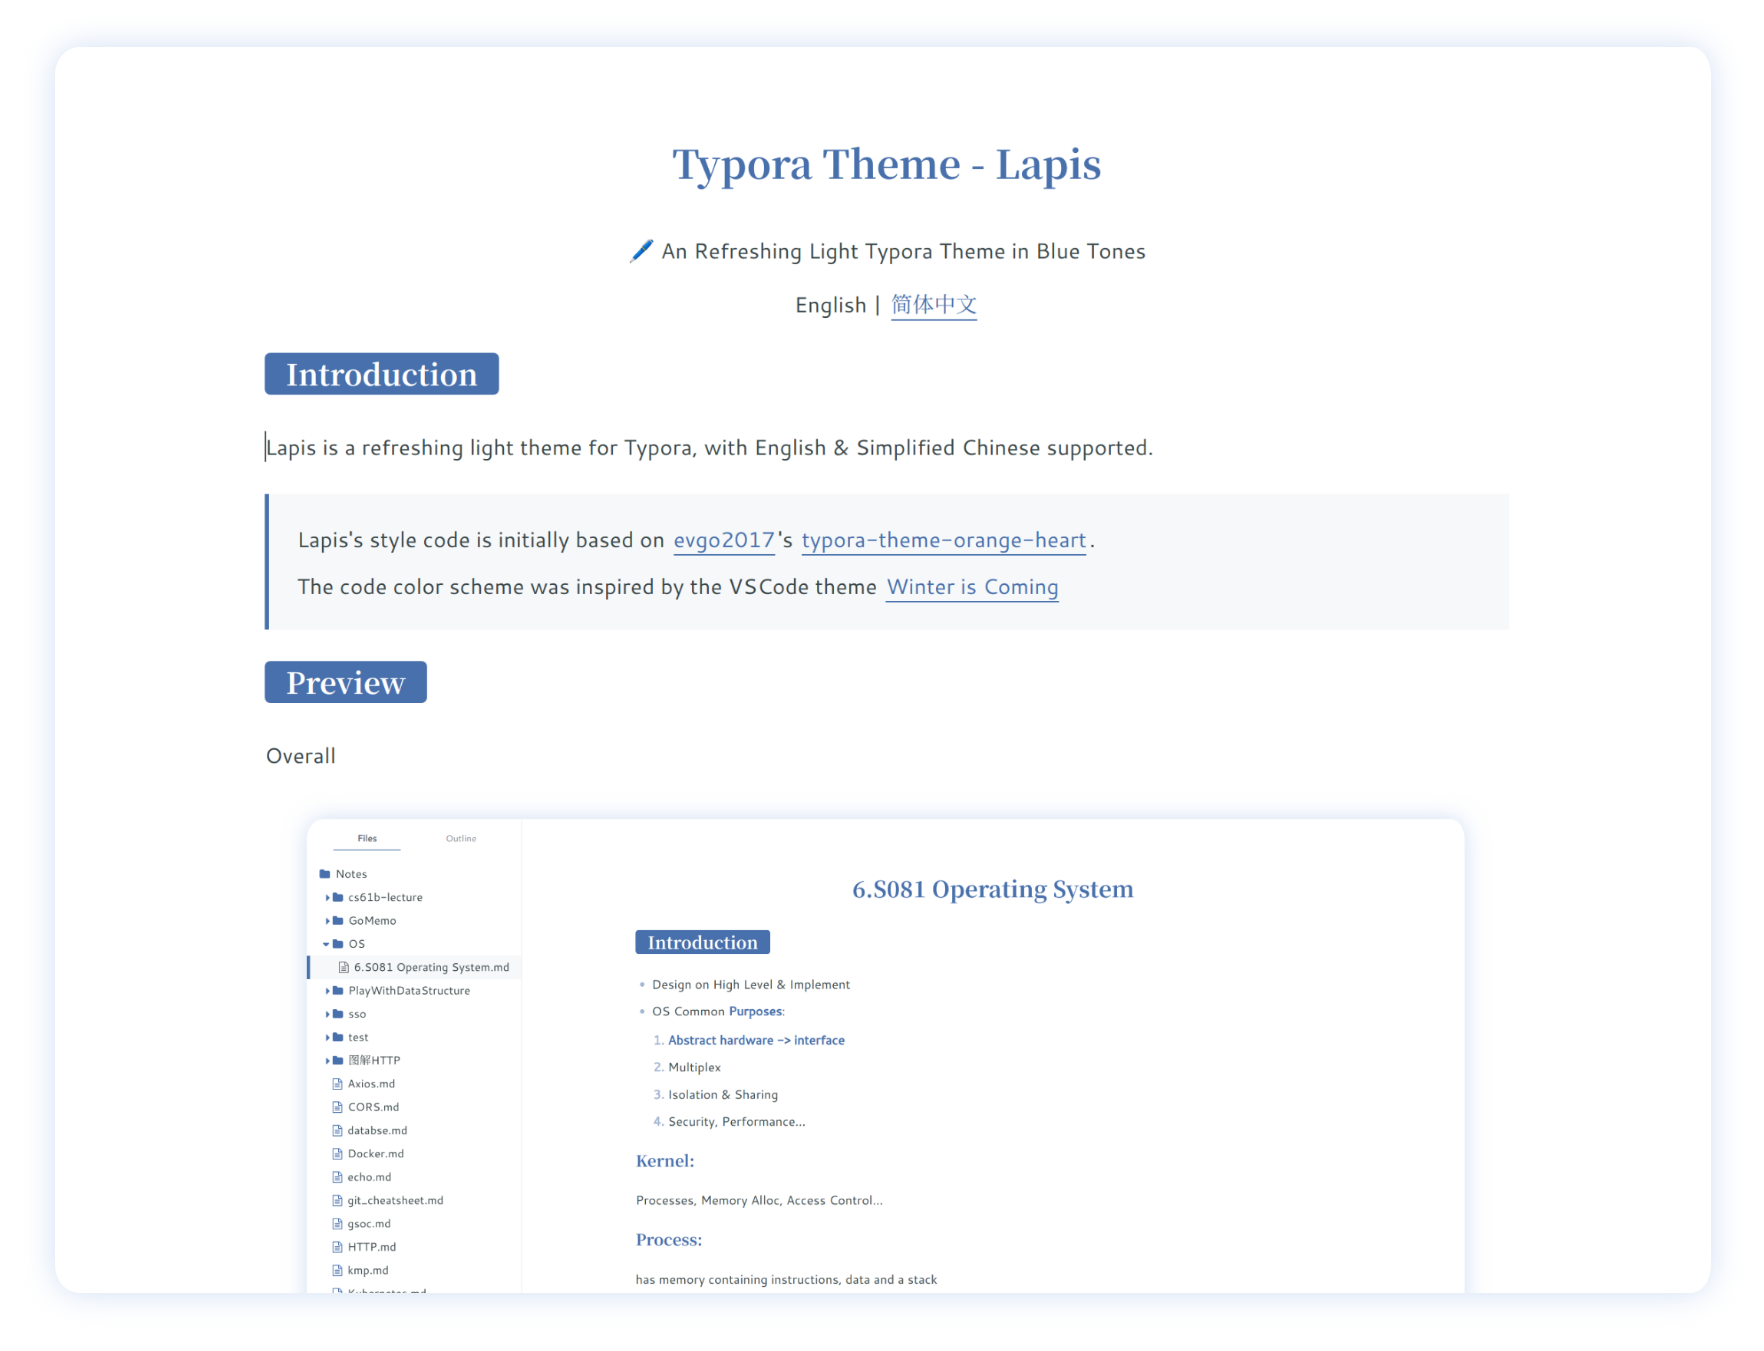 Typora Theme - Lapis
An Refreshing Light Typora Theme in Blue Tones
English | 简体中文
Introduction
Lapis is a refreshing light theme for Typora, with English & Simplified Chinese supported.
Lapis's style code is initially based on evgo2017's typora-theme-orange-heart.
The code color scheme was inspired by the VSCode theme Winter is Coming
Preview
Overall
Files
Outline
Notes
cs61b-lecture
GoMemo
OS
6.S081 Operating System.md
PlayWithDataStructure
sso
test
图解HTTP
Axios.md
CORS.md
databse.md
Docker.md
echo.md
git_cheatsheet.md
gsoc.md
HTTP.md
kmp.md
6.S081 Operating System
Introduction
• Design on High Level & Implement
• OS Common Purposes:
1. Abstract hardware -> interface
2. Multiplex
3. Isolation & Sharing
4. Security, Performance...
Kernel:
Processes, Memory Alloc, Access Control...
Process:
has memory containing instructions, data and a stack